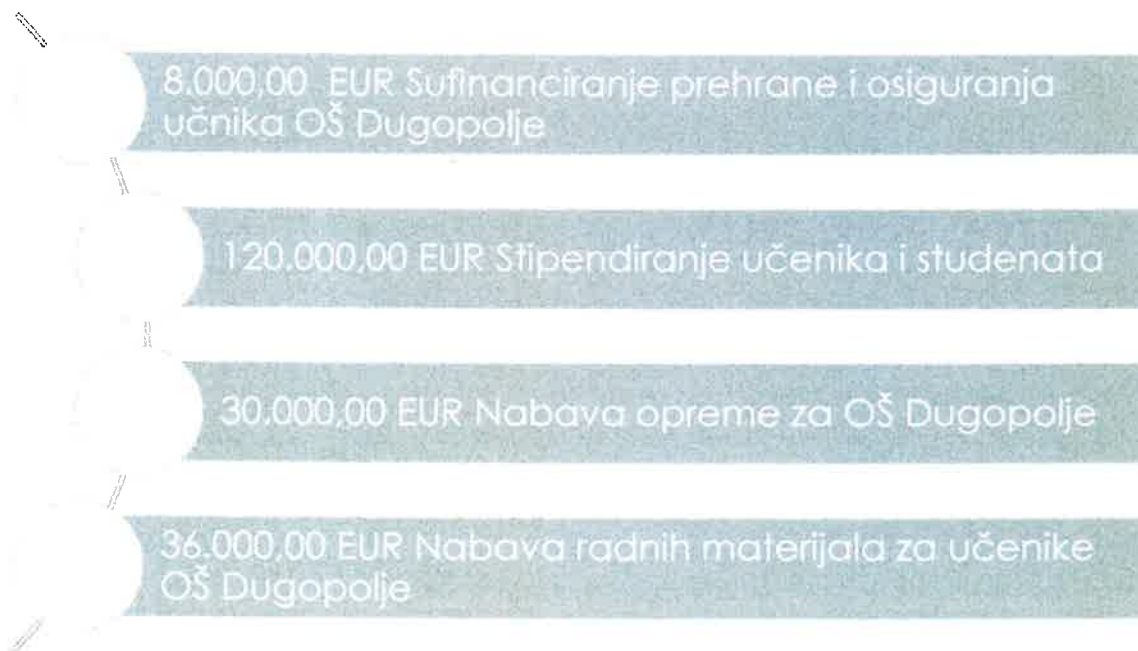 8.000,00 EUR Sufinanciranje prehrane i osiguranja
učnika OŠ Dugopolje
120.000,00 EUR Stipendiranje učenika i studenata
30.000,00 EUR Nabava opreme za OŠ Dugopolje
36.000,00 EUR Nabava radnih materijala za učenike
OŠ Dugopolje